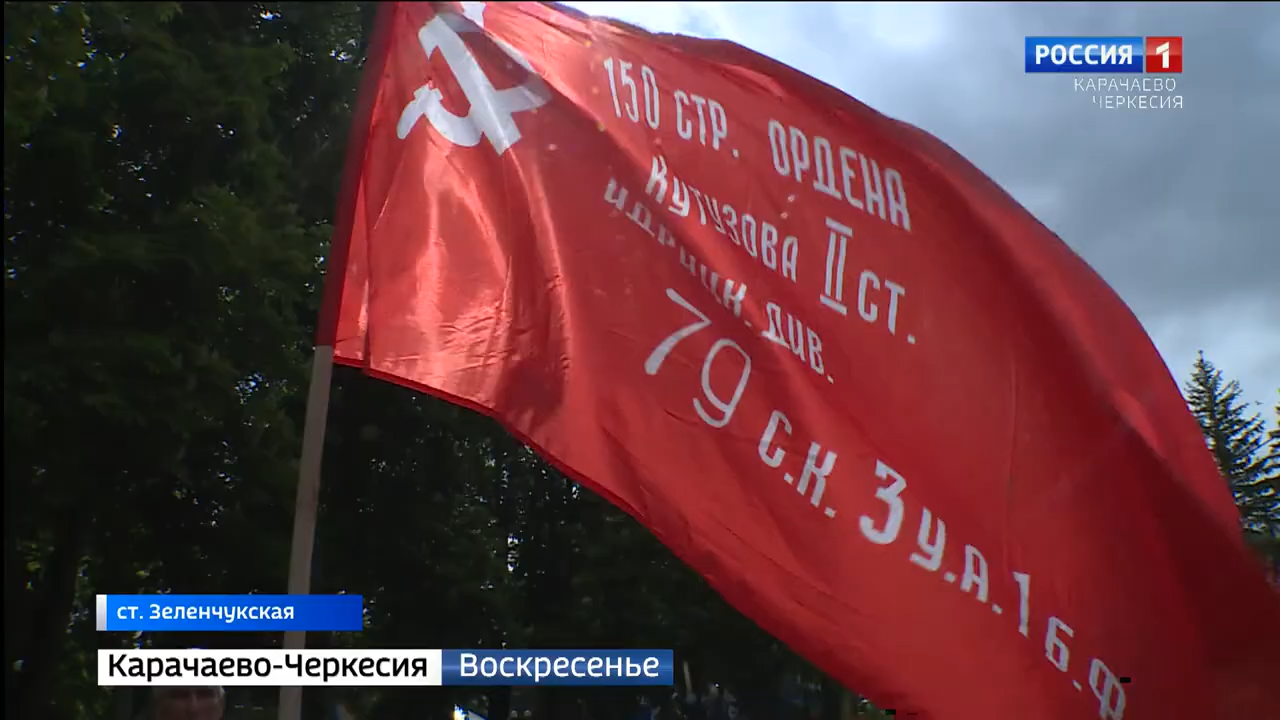 РОССИЯ 1
КАРАЧАЕВО
ЧЕРКЕСИЯ
150 СТР. ОРДЕНА
КУТУЗОВА II СТ.
ИДРИЦК. ДИВ.
79 С.К. 3 У.А. 1 Б.Ф
ст. Зеленчукская
Карачаево-Черкесия Воскресенье